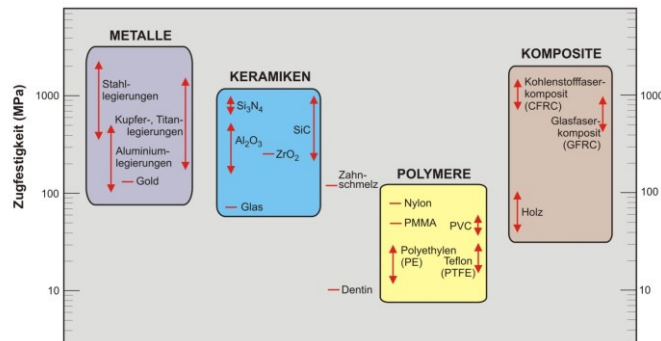 METALLE
KERAMIKEN
KOMPOSITE
POLYMERE
Zugfestigkeit (MPa)
1000
100
10
1000
100
10
Stahl-
legierungen
Kupfer-, Titan-
legierungen
Aluminium-
legierungen
Gold
Si₃N₄
Al₂O₃
SiC
ZrO₂
Glas
Zahn-
schmelz
Dentin
Nylon
PMMA
PVC
Polyethylen
(PE)
Teflon
(PTFE)
Kohlenstofffaser-
komposit
(CFRC)
Glasfaser-
komposit
(GFRC)
Holz